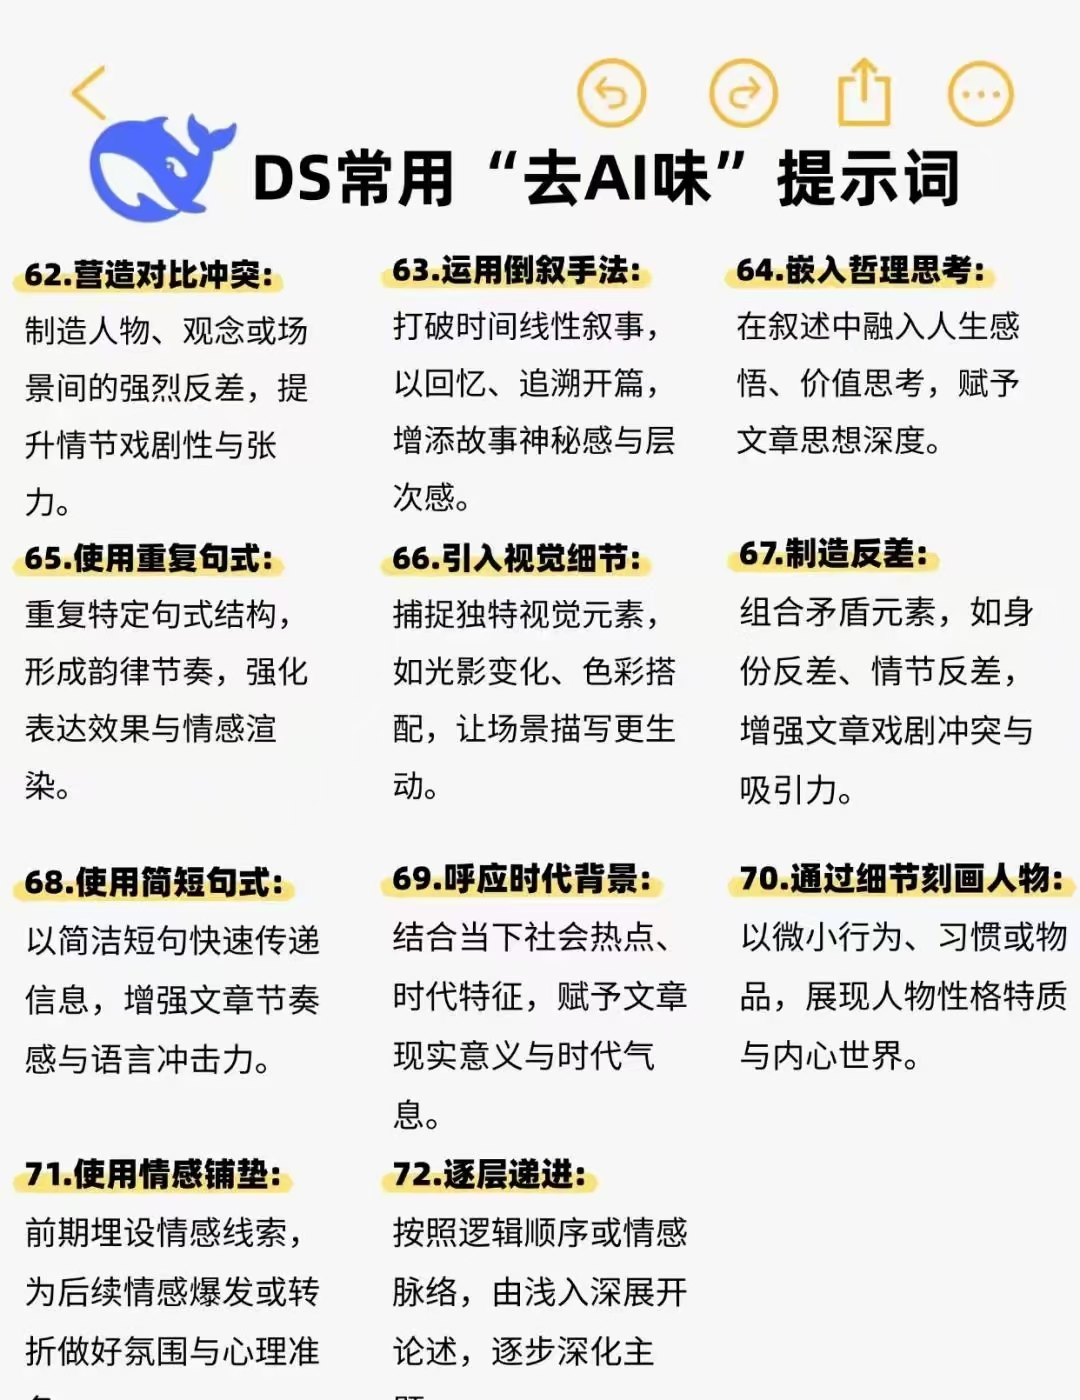 DS常用“去AI味”提示词
62.营造对比冲突:
制造人物、观念或场
景间的强烈反差，提
升情节戏剧性与张
力。
63.运用倒叙手法:
打破时间线性叙事，
以回忆、追溯开篇，
增添故事神秘感与层
次感。
64.嵌入哲理思考:
在叙述中融入人生感
悟、价值思考，赋予
文章思想深度。
65.使用重复句式:
重复特定句式结构，
形成韵律节奏，强化
表达效果与情感渲
染。
66.引入视觉细节:
捕捉独特视觉元素，
如光影变化、色彩搭
配，让场景描写更生
动。
67.制造反差:
组合矛盾元素，如身
份反差、情节反差，
增强文章戏剧冲突与
吸引力。
68.使用简短句式:
以简洁短句快速传递
信息，增强文章节奏
感与语言冲击力。
69.呼应时代背景:
结合当下社会热点、
时代特征，赋予文章
现实意义与时代气
息。
70.通过细节刻画人物:
以微小行为、习惯或物
品，展现人物性格特质
与内心世界。
71.使用情感铺垫:
前期埋设情感线索，
为后续情感爆发或转
折做好氛围与心理准
72.逐层递进:
按照逻辑顺序或情感
脉络，由浅入深展开
论述，逐步深化主